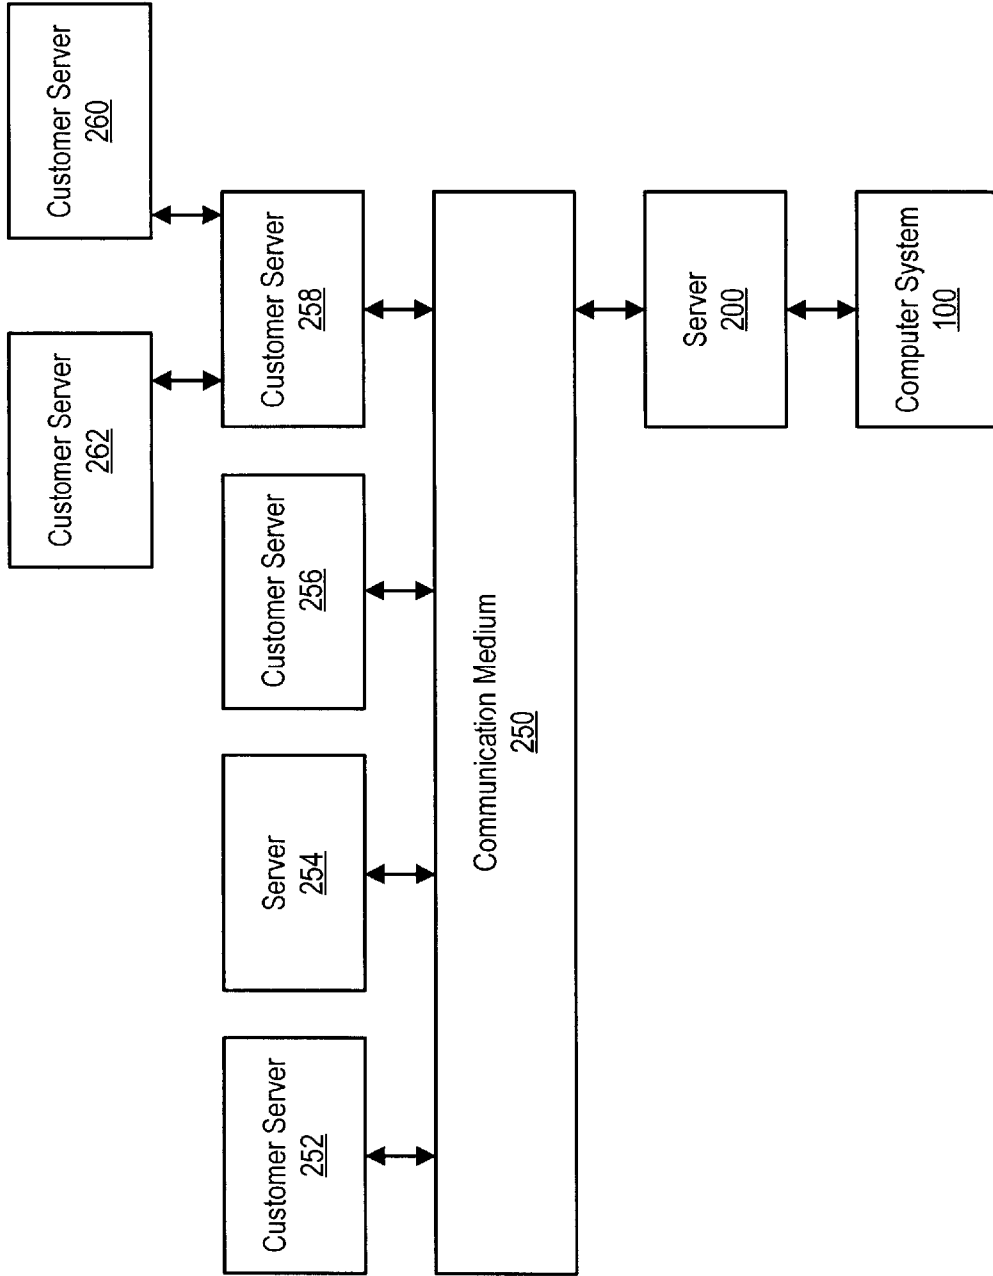 Customer Server
260
Customer Server
262
Customer Server
258
Customer Server
256
Server
254
Customer Server
252
Communication Medium
250
Server
200
Computer System
100